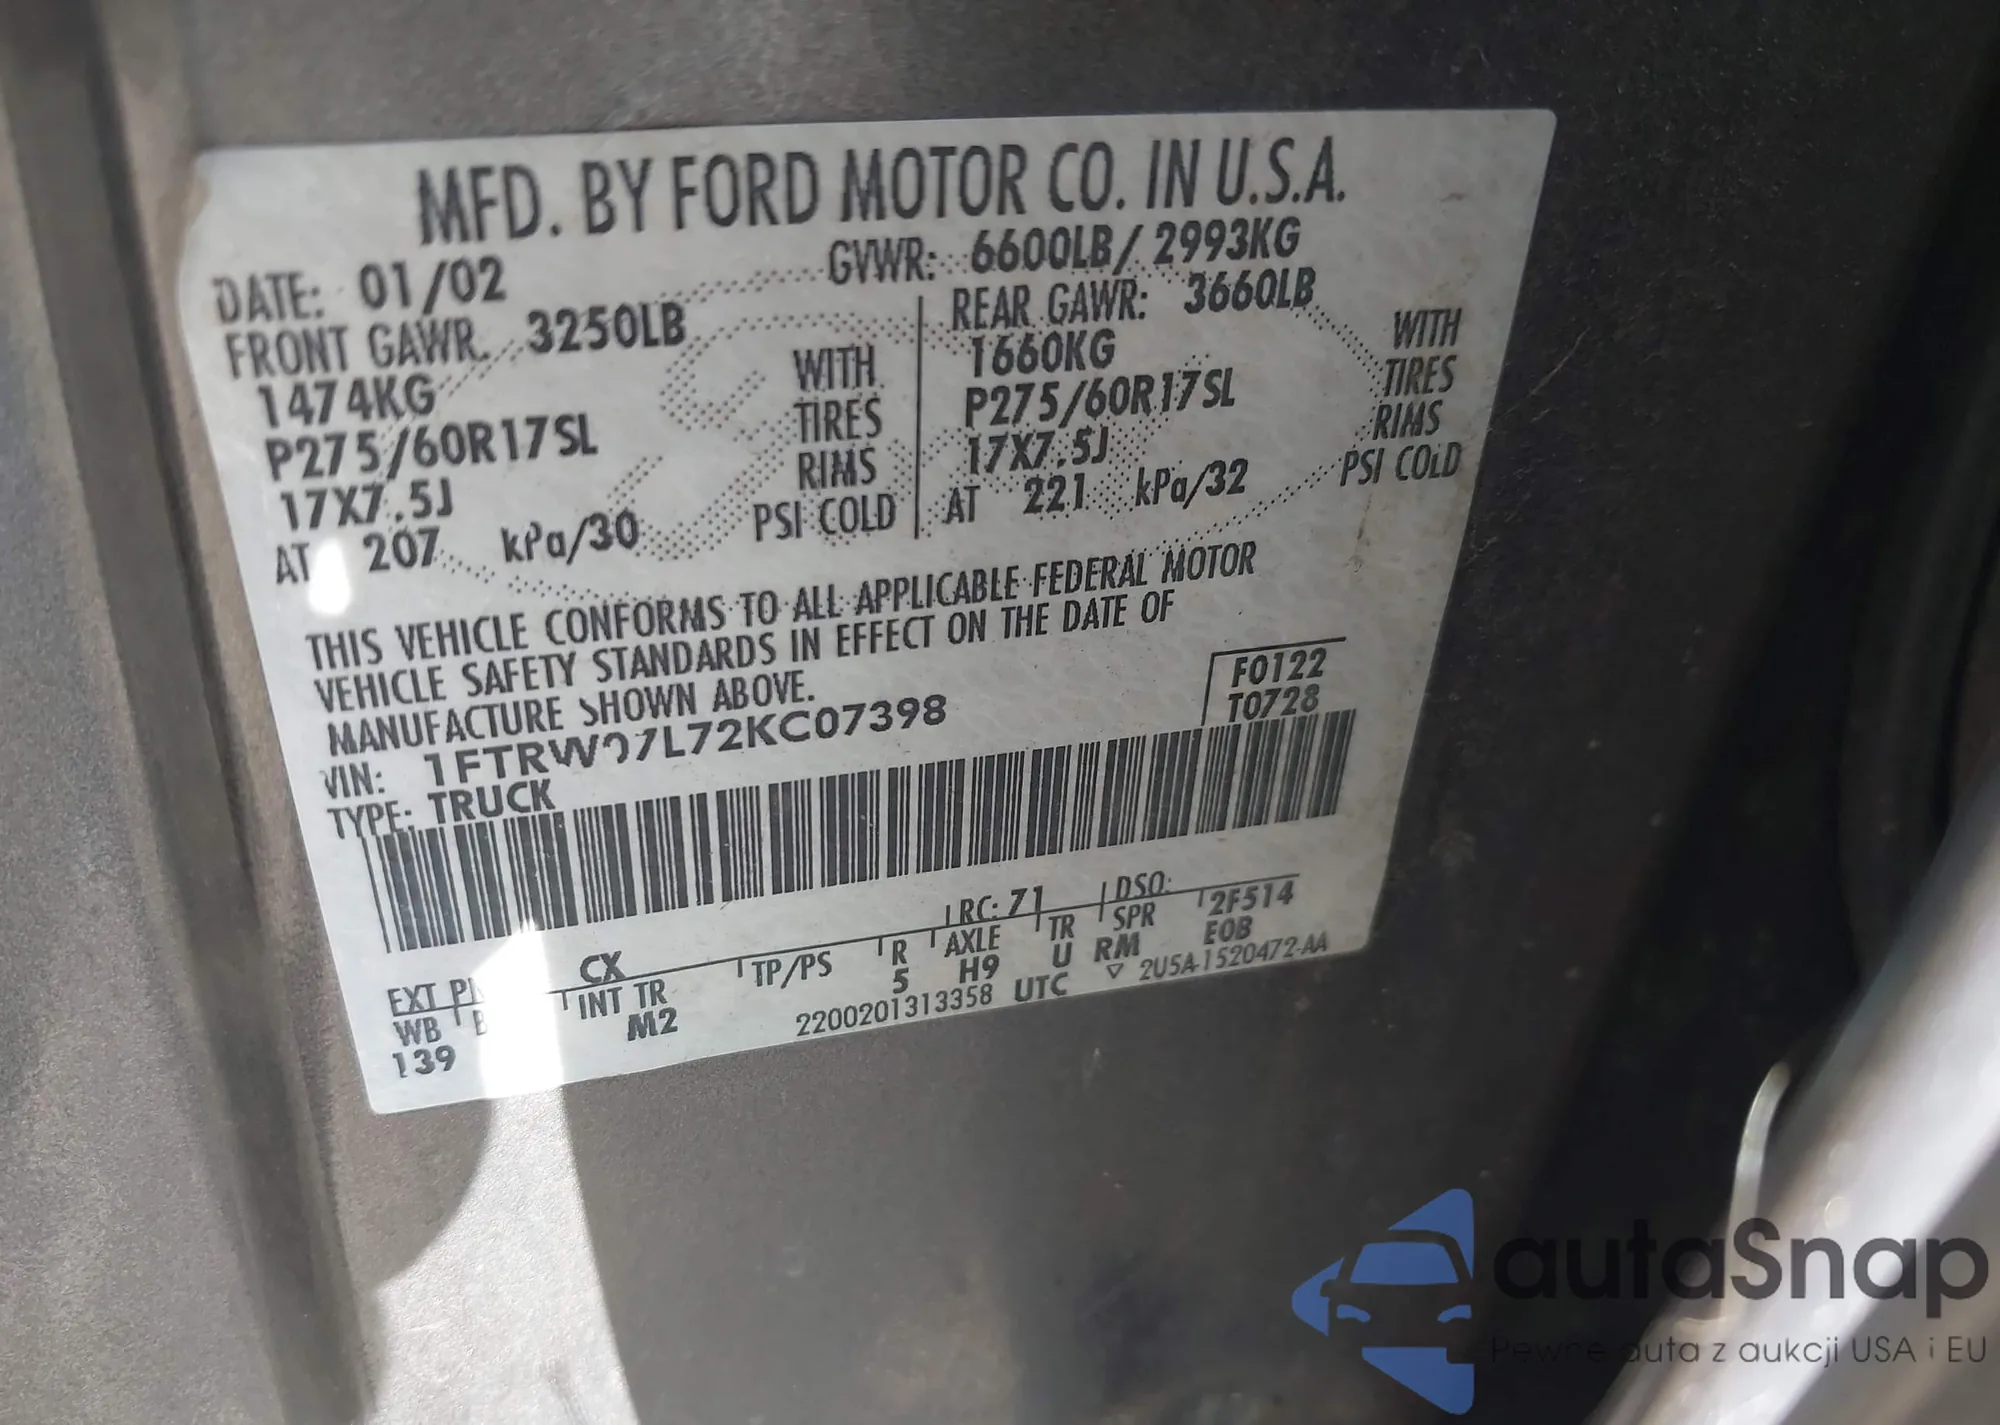 MFD. BY FORD MOTOR CO. IN U.S.A.
DATE: 01/02 GVWR: 6600LB/ 2993KG
FRONT GAWR. 3250LB REAR GAWR: 3660LB
1474KG WITH 1660KG WITH
P275/60R17SL TIRES P275/60R17SL TIRES
17X7.5J RIMS 17X7.5J RIMS
AT 207 kPa/30 PSI COLD AT 221 kPa/32 PSI COLD
THIS VEHICLE CONFORMS TO ALL APPLICABLE FEDERAL MOTOR
VEHICLE SAFETY STANDARDS IN EFFECT ON THE DATE OF
MANUFACTURE SHOWN ABOVE.
F0122
T0728
VIN: 1FTRW07L72KC07398
TYPE: TRUCK
EXT CX RC: 71 DSO:
WB INT TR TP/PS R AXLE TR SPR 2F514
139 M2 5 H9 U RM E0B
2200201313358 UTC ▽ 2U5A-1520472-AA
autaSnap
Pewne auta z aukcji USA i EU